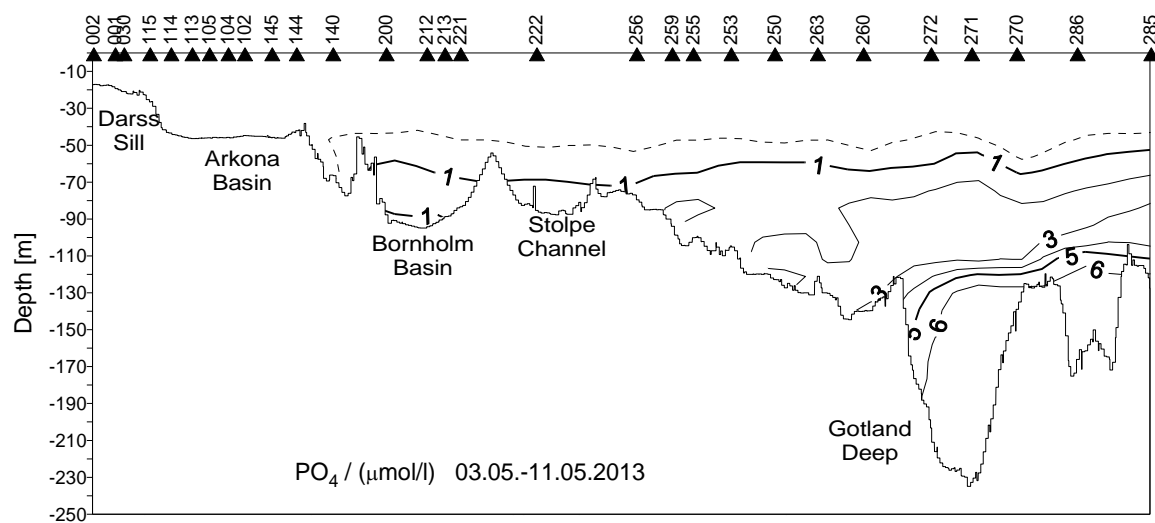 002 001 030 115 114 113 105 104 102 145 144 140 200 212 213 221 222 256 259 255 253 250 263 260 272 271 270 286 285
-10
-30
-50
-70
-90
-110
-130
-150
-170
-190
-210
-230
-250
Depth [m]
Darss
Sill
Arkona
Basin
Bornholm
Basin
Stolpe
Channel
Gotland
Deep
1
1
1
1
1
3
3
5
5
6
6
PO4 / (μmol/l) 03.05.-11.05.2013